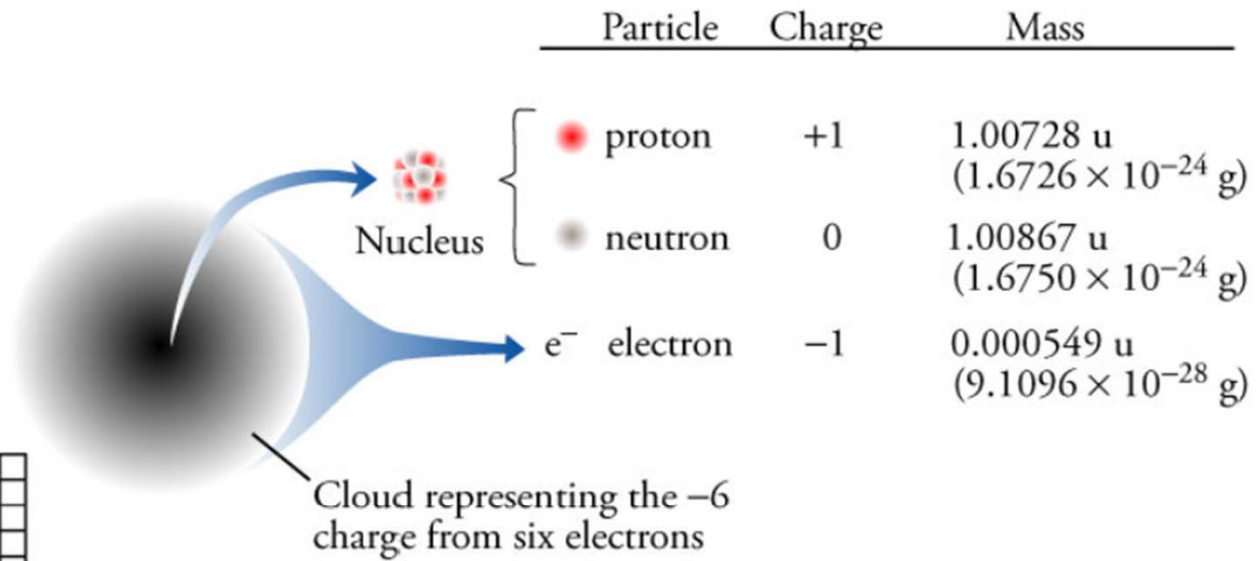 Particle Charge Mass
proton +1 1.00728 u
(1.6726 × 10⁻²⁴ g)
Nucleus
neutron 0 1.00867 u
(1.6750 × 10⁻²⁴ g)
e⁻ electron −1 0.000549 u
(9.1096 × 10⁻²⁸ g)
Cloud representing the −6
charge from six electrons